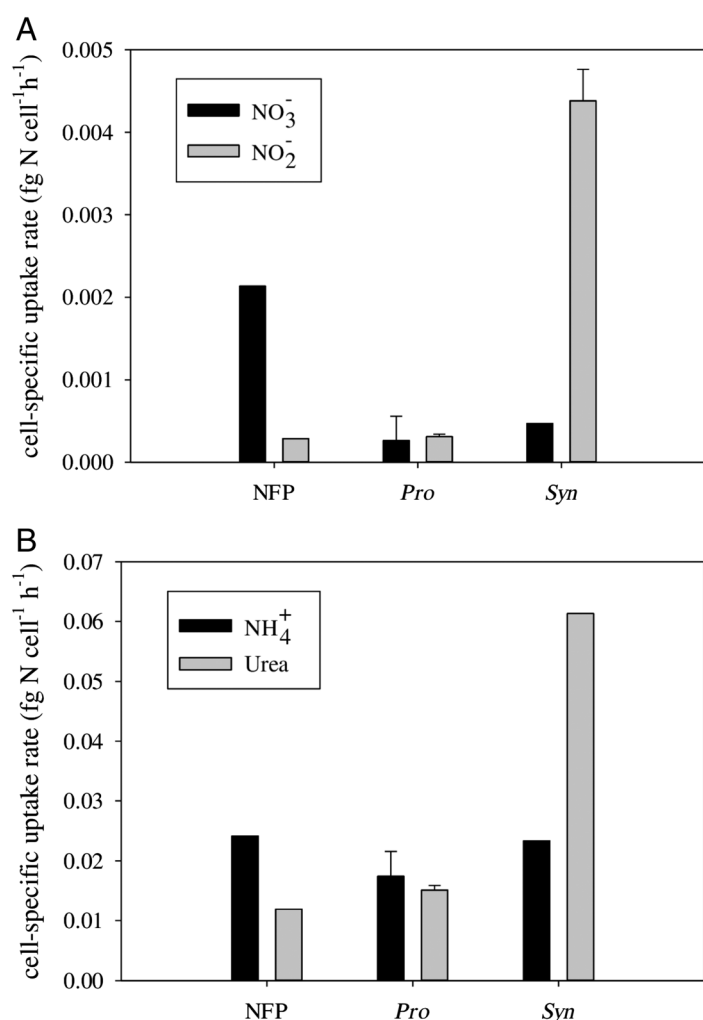 A
cell-specific uptake rate (fg N cell⁻¹h⁻¹)
0.005
0.004
0.003
0.002
0.001
0.000
NO₃⁻
NO₂⁻
NFP Pro Syn
B
cell-specific uptake rate (fg N cell⁻¹ h⁻¹)
0.07
0.06
0.05
0.04
0.03
0.02
0.01
0.00
NH₄⁺
Urea
NFP Pro Syn